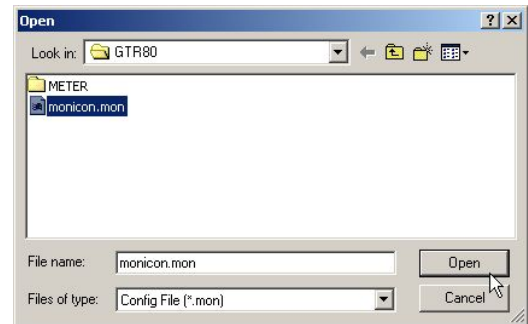 Open
Look in: GTR80
METER
monicon.mon
File name: monicon.mon Open
Files of type: Config File (*.mon) Cancel